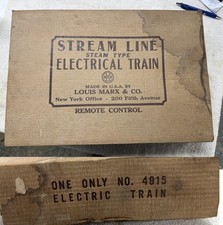 STREAM LINE
STEAM TYPE
ELECTRICAL TRAIN
MADE IN U.S.A. BY
LOUIS MARX & CO.
New York Office - 200 Fifth Avenue
REMOTE CONTROL
ONE ONLY NO. 4915
ELECTRIC TRAIN